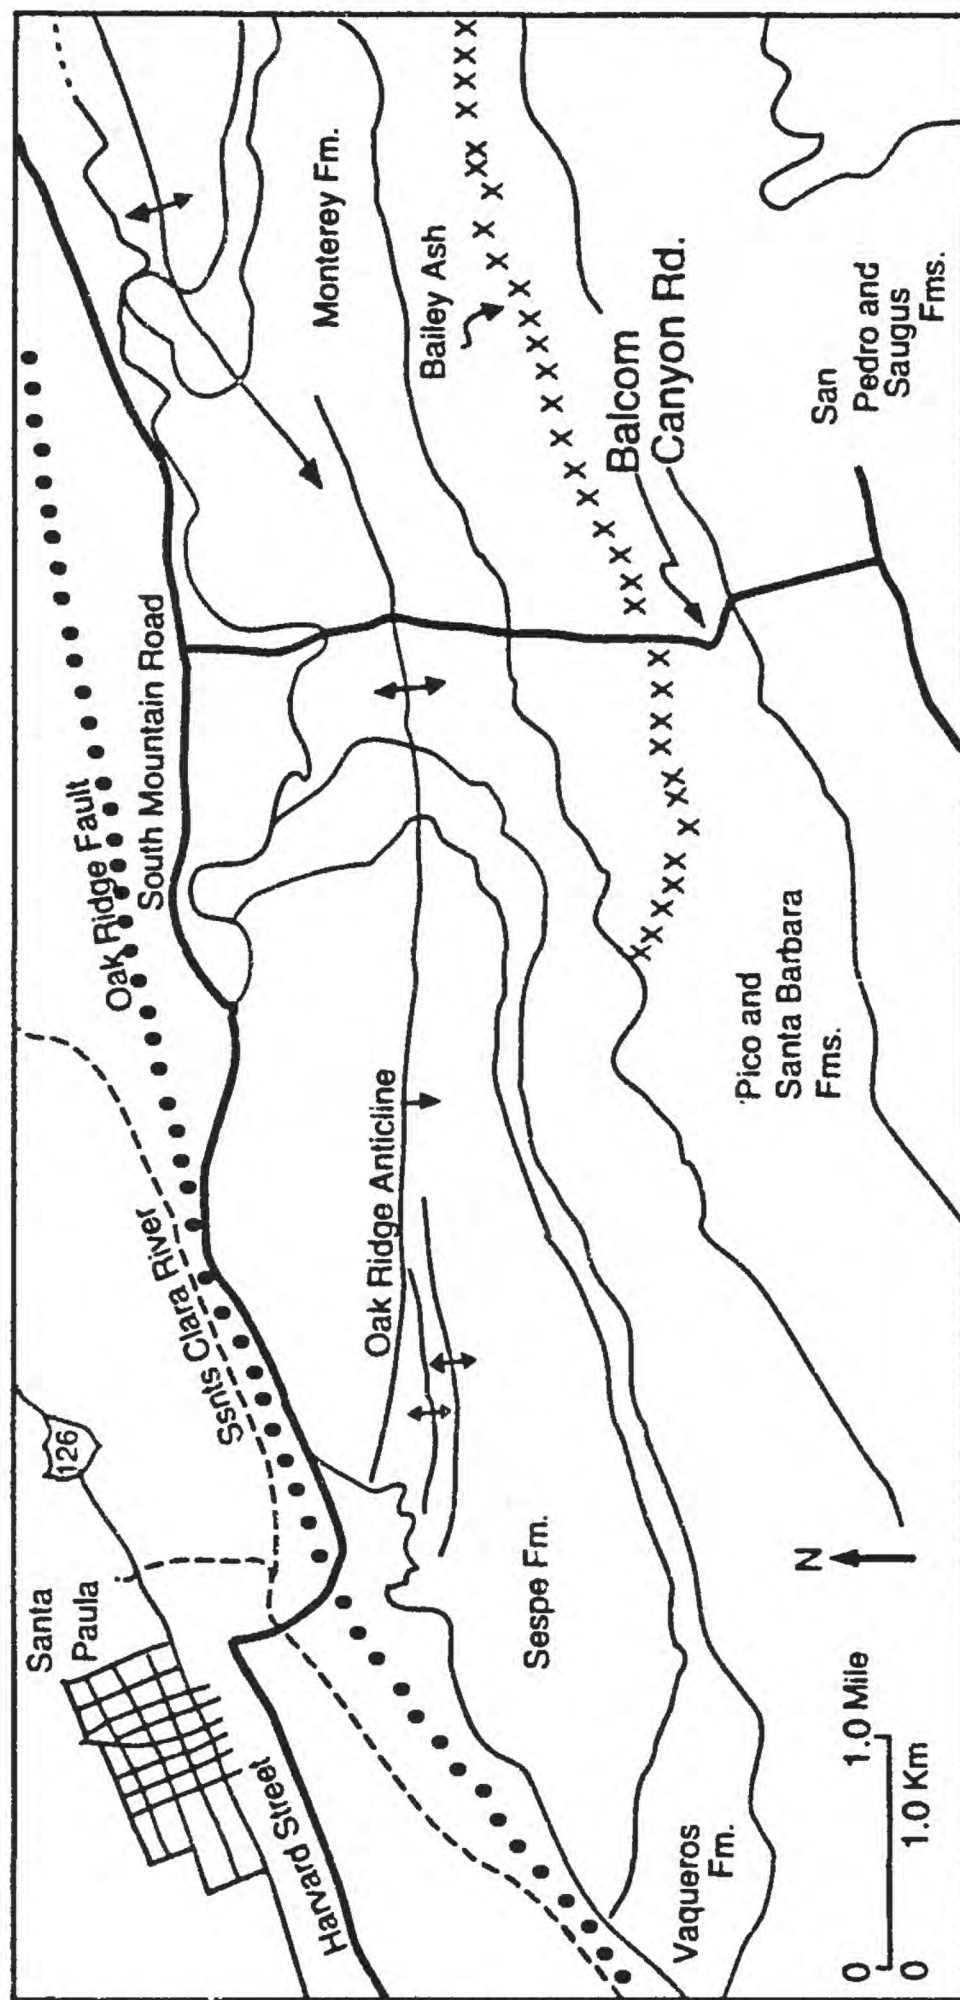 Santa
Paula
126
Harvard Street
Ssnts Clara River
Oak Ridge Fault
South Mountain Road
Oak Ridge Anticline
Monterey Fm.
Bailey Ash
Balcom
Canyon Rd.
Sespe Fm.
Vaqueros
Fm.
Pico and
Santa Barbara
Fms.
San
Pedro and
Saugus
Fms.
N
0 1.0 Mile
0 1.0 Km